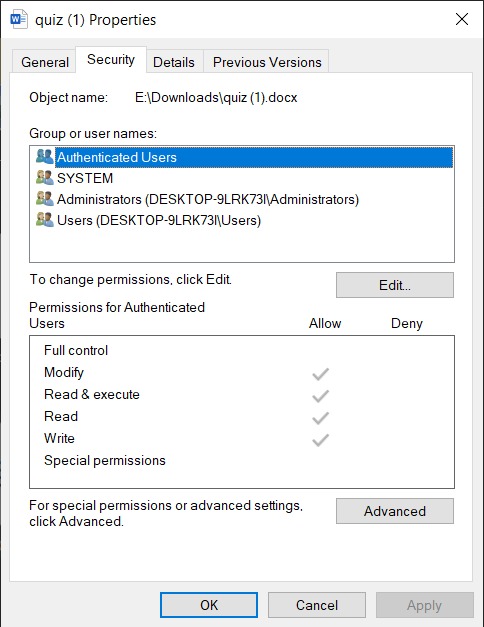 quiz (1) Properties
General Security Details Previous Versions
Object name: E:\Downloads\quiz (1).docx
Group or user names:
Authenticated Users
SYSTEM
Administrators (DESKTOP-9LRK73I\Administrators)
Users (DESKTOP-9LRK73I\Users)
To change permissions, click Edit.
Edit...
Permissions for Authenticated
Users Allow Deny
Full control
Modify
Read & execute
Read
Write
Special permissions
For special permissions or advanced settings,
click Advanced.
Advanced
OK Cancel Apply